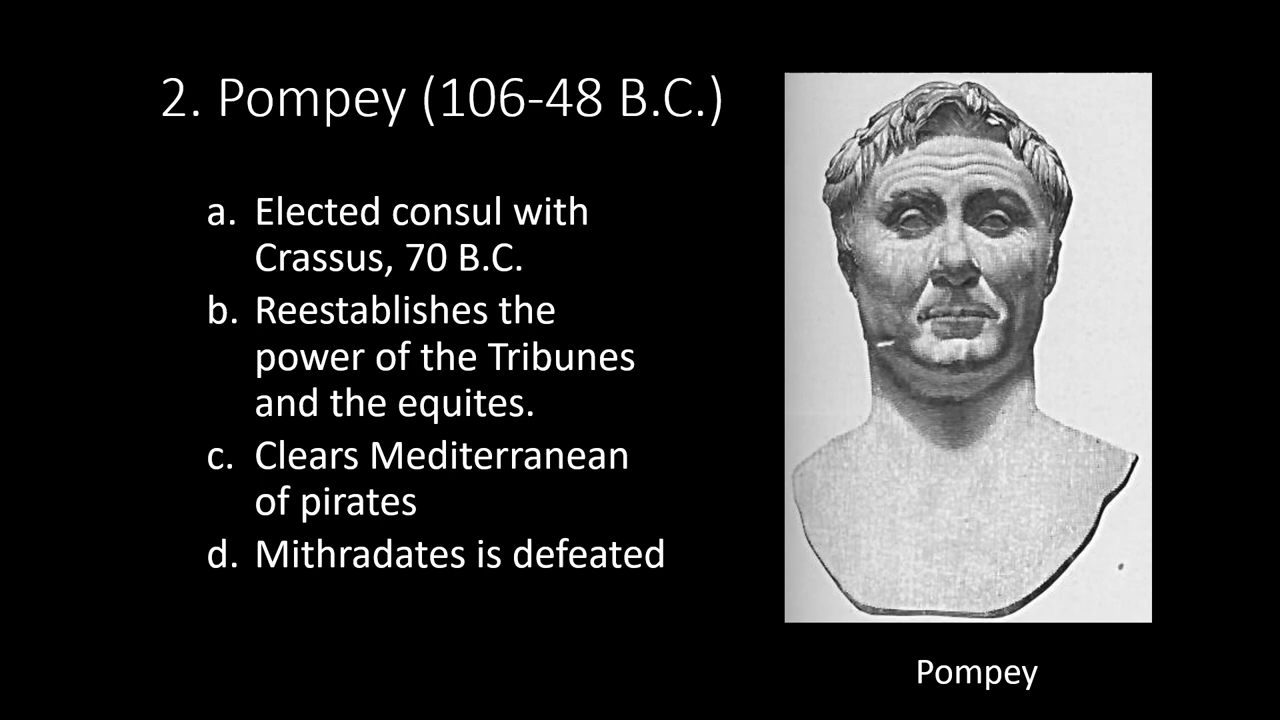 2. Pompey (106-48 B.C.)
a. Elected consul with
Crassus, 70 B.C.
b. Reestablishes the
power of the Tribunes
and the equites.
c. Clears Mediterranean
of pirates
d. Mithradates is defeated
Pompey